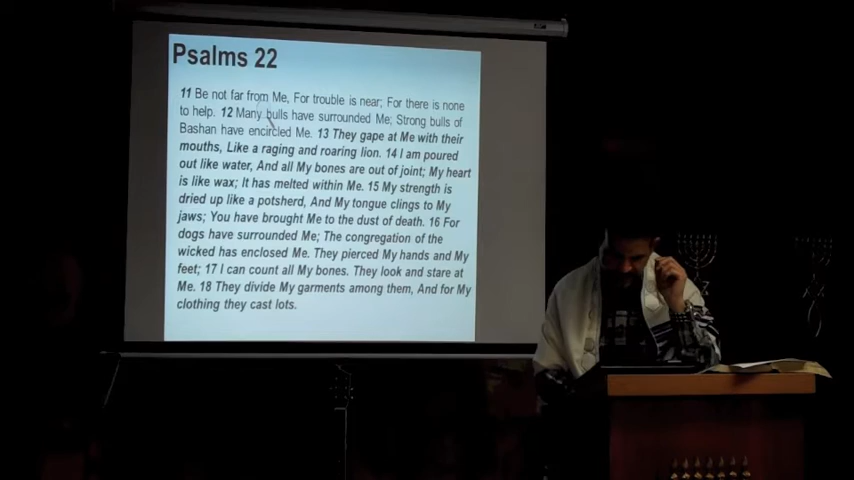 Psalms 22
11 Be not far from Me, For trouble is near; For there is none
to help. 12 Many bulls have surrounded Me; Strong bulls of
Bashan have encircled Me. 13 They gape at Me with their
mouths, Like a raging and roaring lion. 14 I am poured
out like water, And all My bones are out of joint; My heart
is like wax; It has melted within Me. 15 My strength is
dried up like a potsherd, And My tongue clings to My
jaws; You have brought Me to the dust of death. 16 For
dogs have surrounded Me; The congregation of the
wicked has enclosed Me. They pierced My hands and My
feet; 17 I can count all My bones. They look and stare at
Me. 18 They divide My garments among them, And for My
clothing they cast lots.